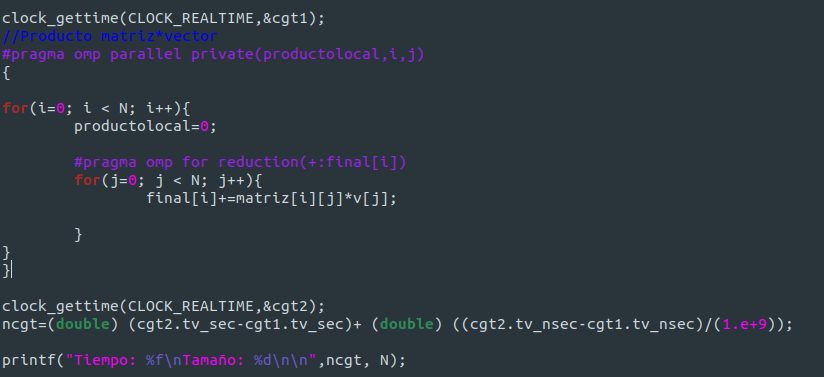 clock_gettime(CLOCK_REALTIME,&cgt1);
//Producto matriz*vector
#pragma omp parallel private(productolocal,i,j)
{
for(i=0; i < N; i++){
        productolocal=0;
        #pragma omp for reduction(+:final[i])
        for(j=0; j < N; j++){
                final[i]+=matriz[i][j]*v[j];
        }
}
}
clock_gettime(CLOCK_REALTIME,&cgt2);
ncgt=(double) (cgt2.tv_sec-cgt1.tv_sec)+ (double) ((cgt2.tv_nsec-cgt1.tv_nsec)/(1.e+9));
printf("Tiempo: %f\nTamaño: %d\n\n",ncgt, N);